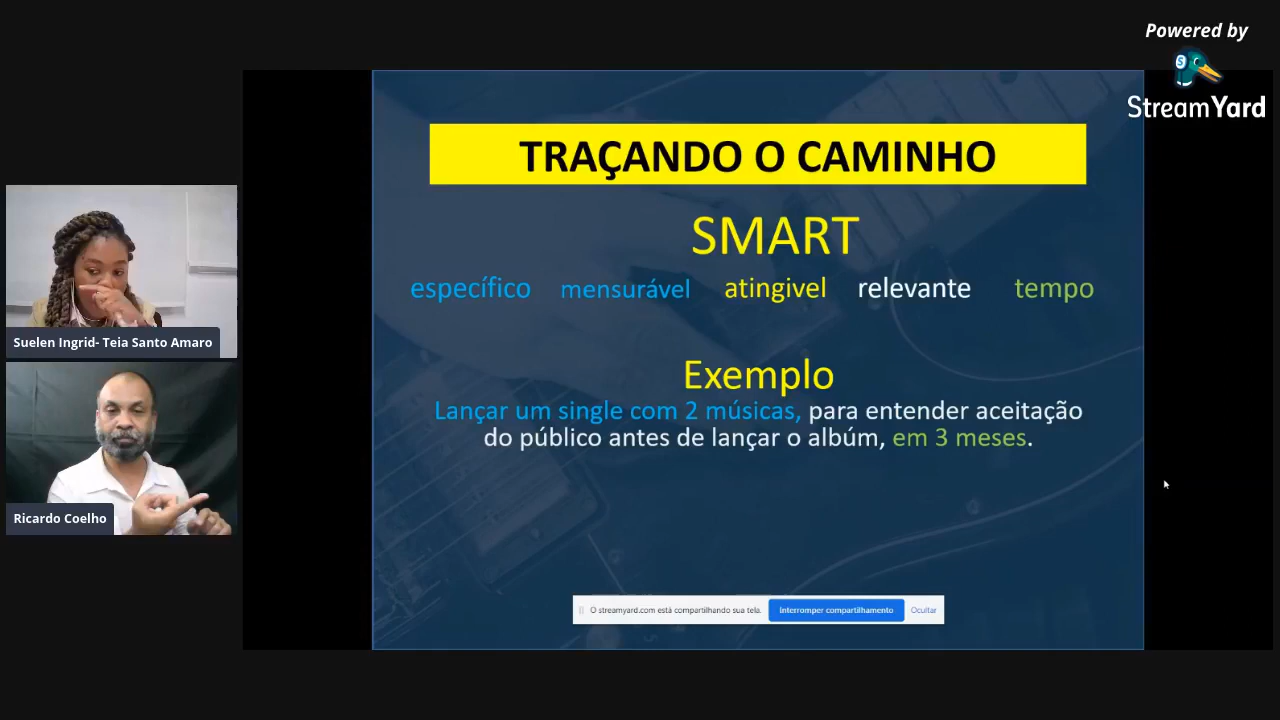 Powered by
StreamYard
TRAÇANDO O CAMINHO
SMART
específico mensurável atingivel relevante tempo
Exemplo
Lançar um single com 2 músicas, para entender aceitação
do público antes de lançar o albúm, em 3 meses.
Suelen Ingrid- Teia Santo Amaro
Ricardo Coelho
O streamyard.com está compartilhando sua tela. Interromper compartilhamento Ocultar